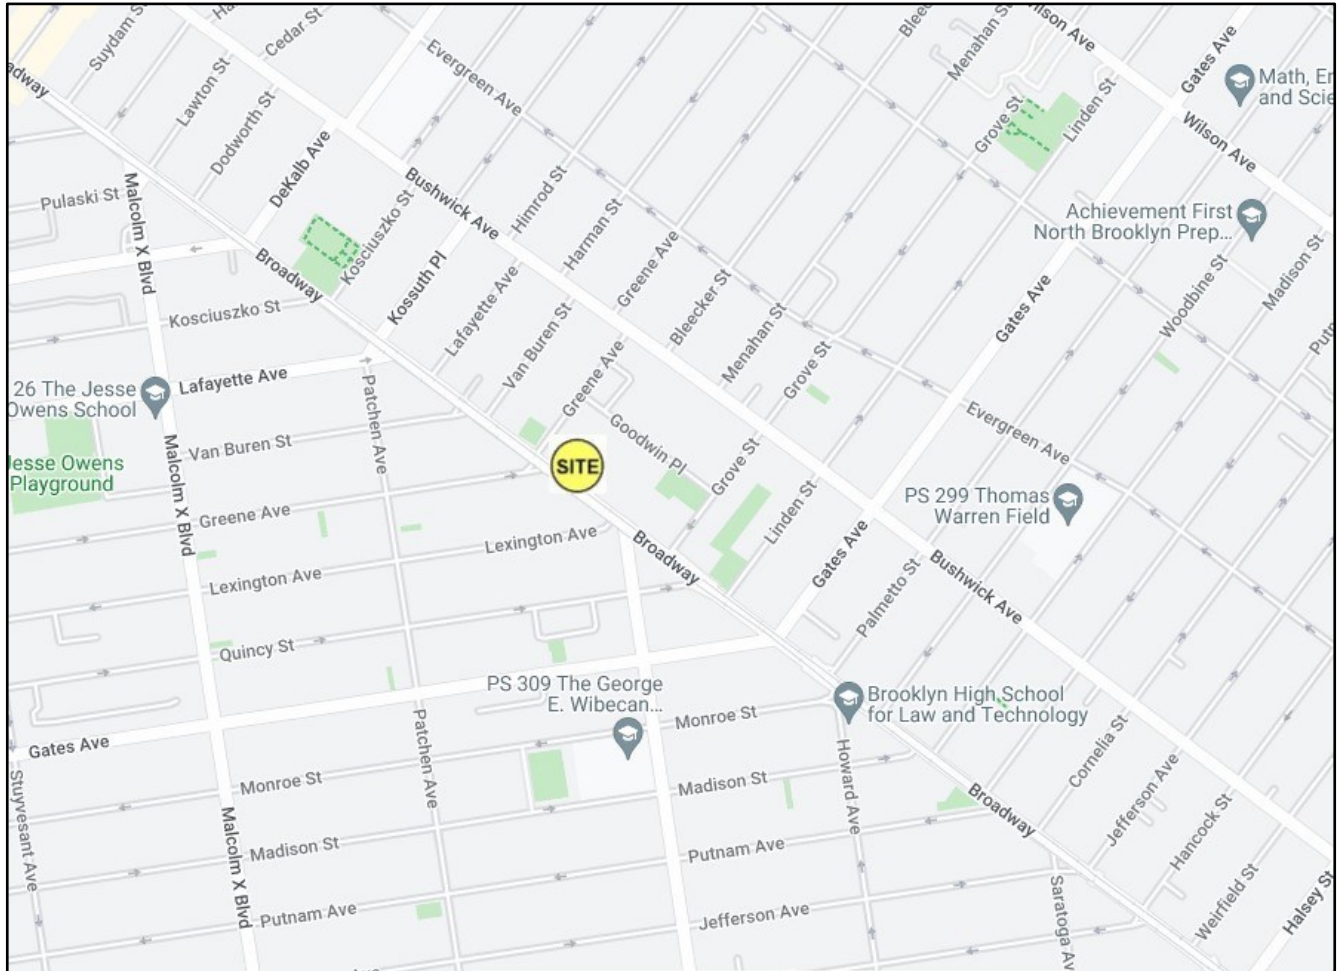 Suydam St
Cedar St
Lawton St
Dodworth St
DeKalb Ave
Evergreen Ave
Menahan St
Wilson Ave
Gates Ave
Math, En
and Scie
Grove St
Linden St
Wilson Ave
adway
Pulaski St
Malcolm X Blvd
Kosciuszko St
Bushwick Ave
Himrod St
Harman St
Greene Ave
Bleecker St
Menahan St
Grove St
Achievement First
North Brooklyn Prep...
Madison St
Woodbine St
Gates Ave
Broadway
Kossuth Pl
Lafayette Ave
Van Buren St
Greene Ave
Kosciuszko St
Lafayette Ave
26 The Jesse
Owens School
Patchen Ave
Van Buren St
Jesse Owens
Playground
Malcolm X Blvd
Greene Ave
SITE
Goodwin Pl
Grove St
Linden St
Evergreen Ave
PS 299 Thomas
Warren Field
Lexington Ave
Lexington Ave
Broadway
Gates Ave
Palmetto St
Bushwick Ave
Quincy St
PS 309 The George
E. Wibecan...
Brooklyn High School
for Law and Technology
Gates Ave
Monroe St
Patchen Ave
Monroe St
Madison St
Howard Ave
Broadway
Cornelia St
Jefferson Ave
Hancock St
Stuyvesant Ave
Malcolm X Blvd
Madison St
Putnam Ave
Putnam Ave
Jefferson Ave
Saratoga Av
Weirfield St
Halsey St